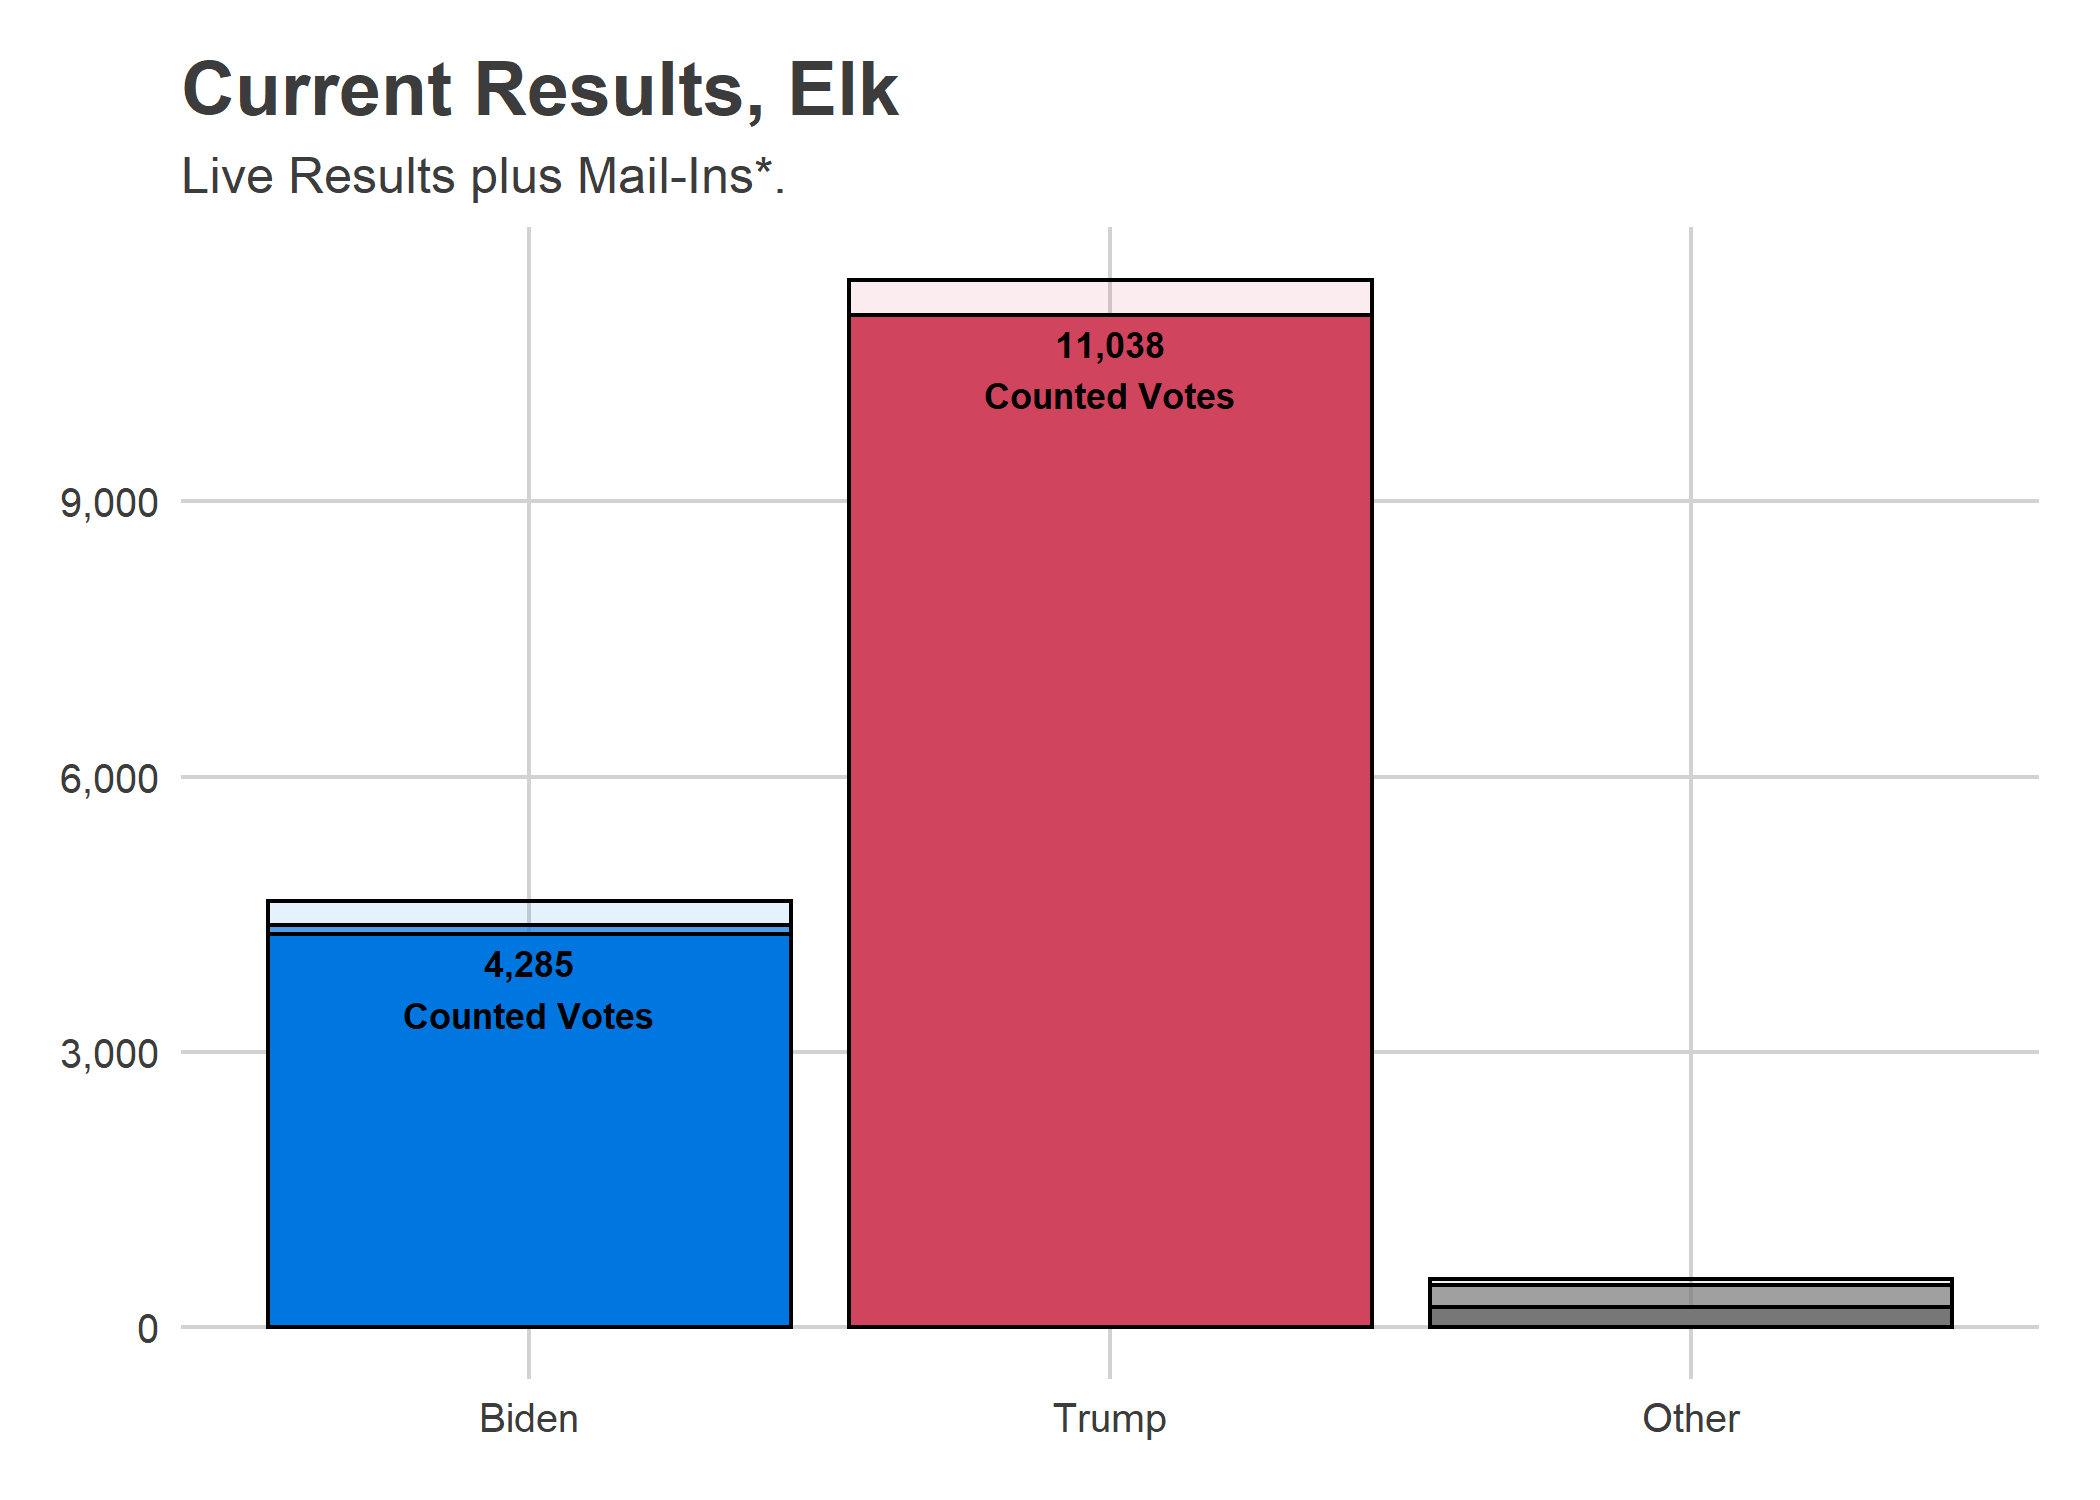 Current Results, Elk
Live Results plus Mail-Ins*.
11,038
Counted Votes
9,000
6,000
4,285
Counted Votes
3,000
0
Biden
Trump
Other